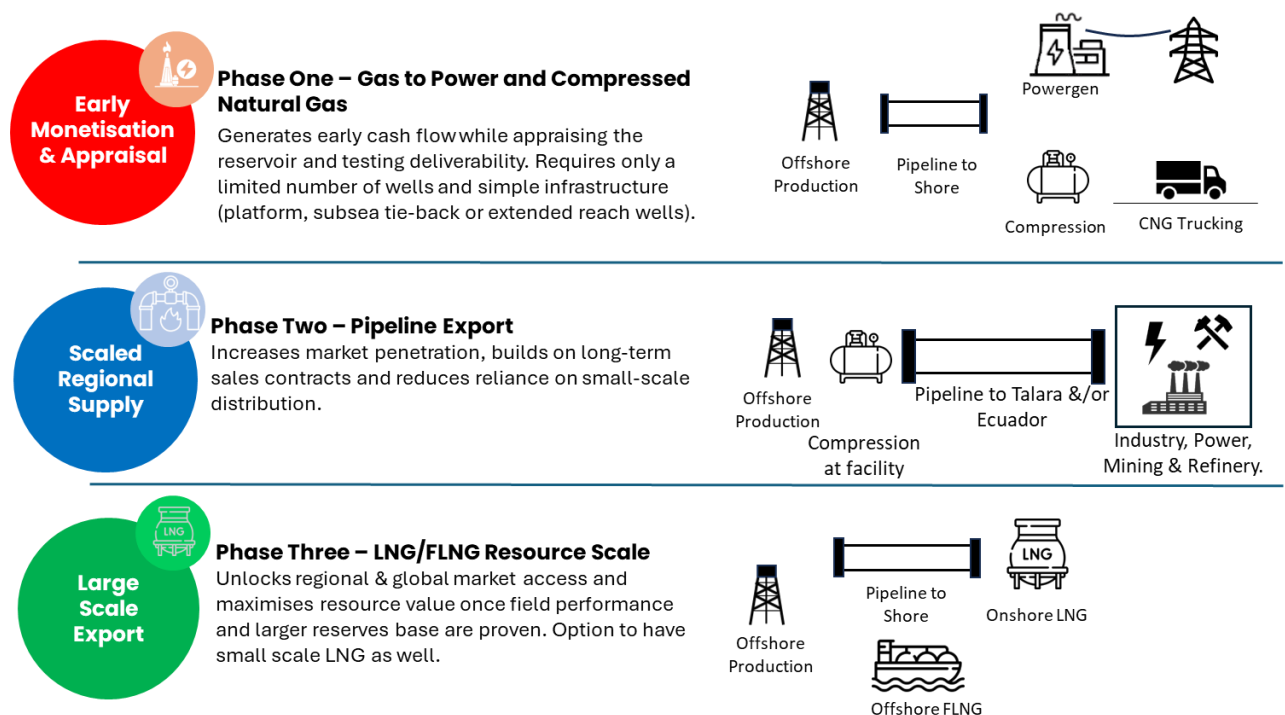 Early
Monetisation
& Appraisal
Phase One – Gas to Power and Compressed
Natural Gas
Generates early cash flow while appraising the
reservoir and testing deliverability. Requires only a
limited number of wells and simple infrastructure
(platform, subsea tie-back or extended reach wells).
Offshore
Production
Pipeline to
Shore
Powergen
Compression
CNG Trucking
Scaled
Regional
Supply
Phase Two – Pipeline Export
Increases market penetration, builds on long-term
sales contracts and reduces reliance on small-scale
distribution.
Offshore
Production
Compression
at facility
Pipeline to Talara &/or
Ecuador
Industry, Power,
Mining & Refinery.
Large
Scale
Export
LNG
Phase Three – LNG/FLNG Resource Scale
Unlocks regional & global market access and
maximises resource value once field performance
and larger reserves base are proven. Option to have
small scale LNG as well.
Offshore
Production
Pipeline to
Shore
LNG
Onshore LNG
Offshore FLNG